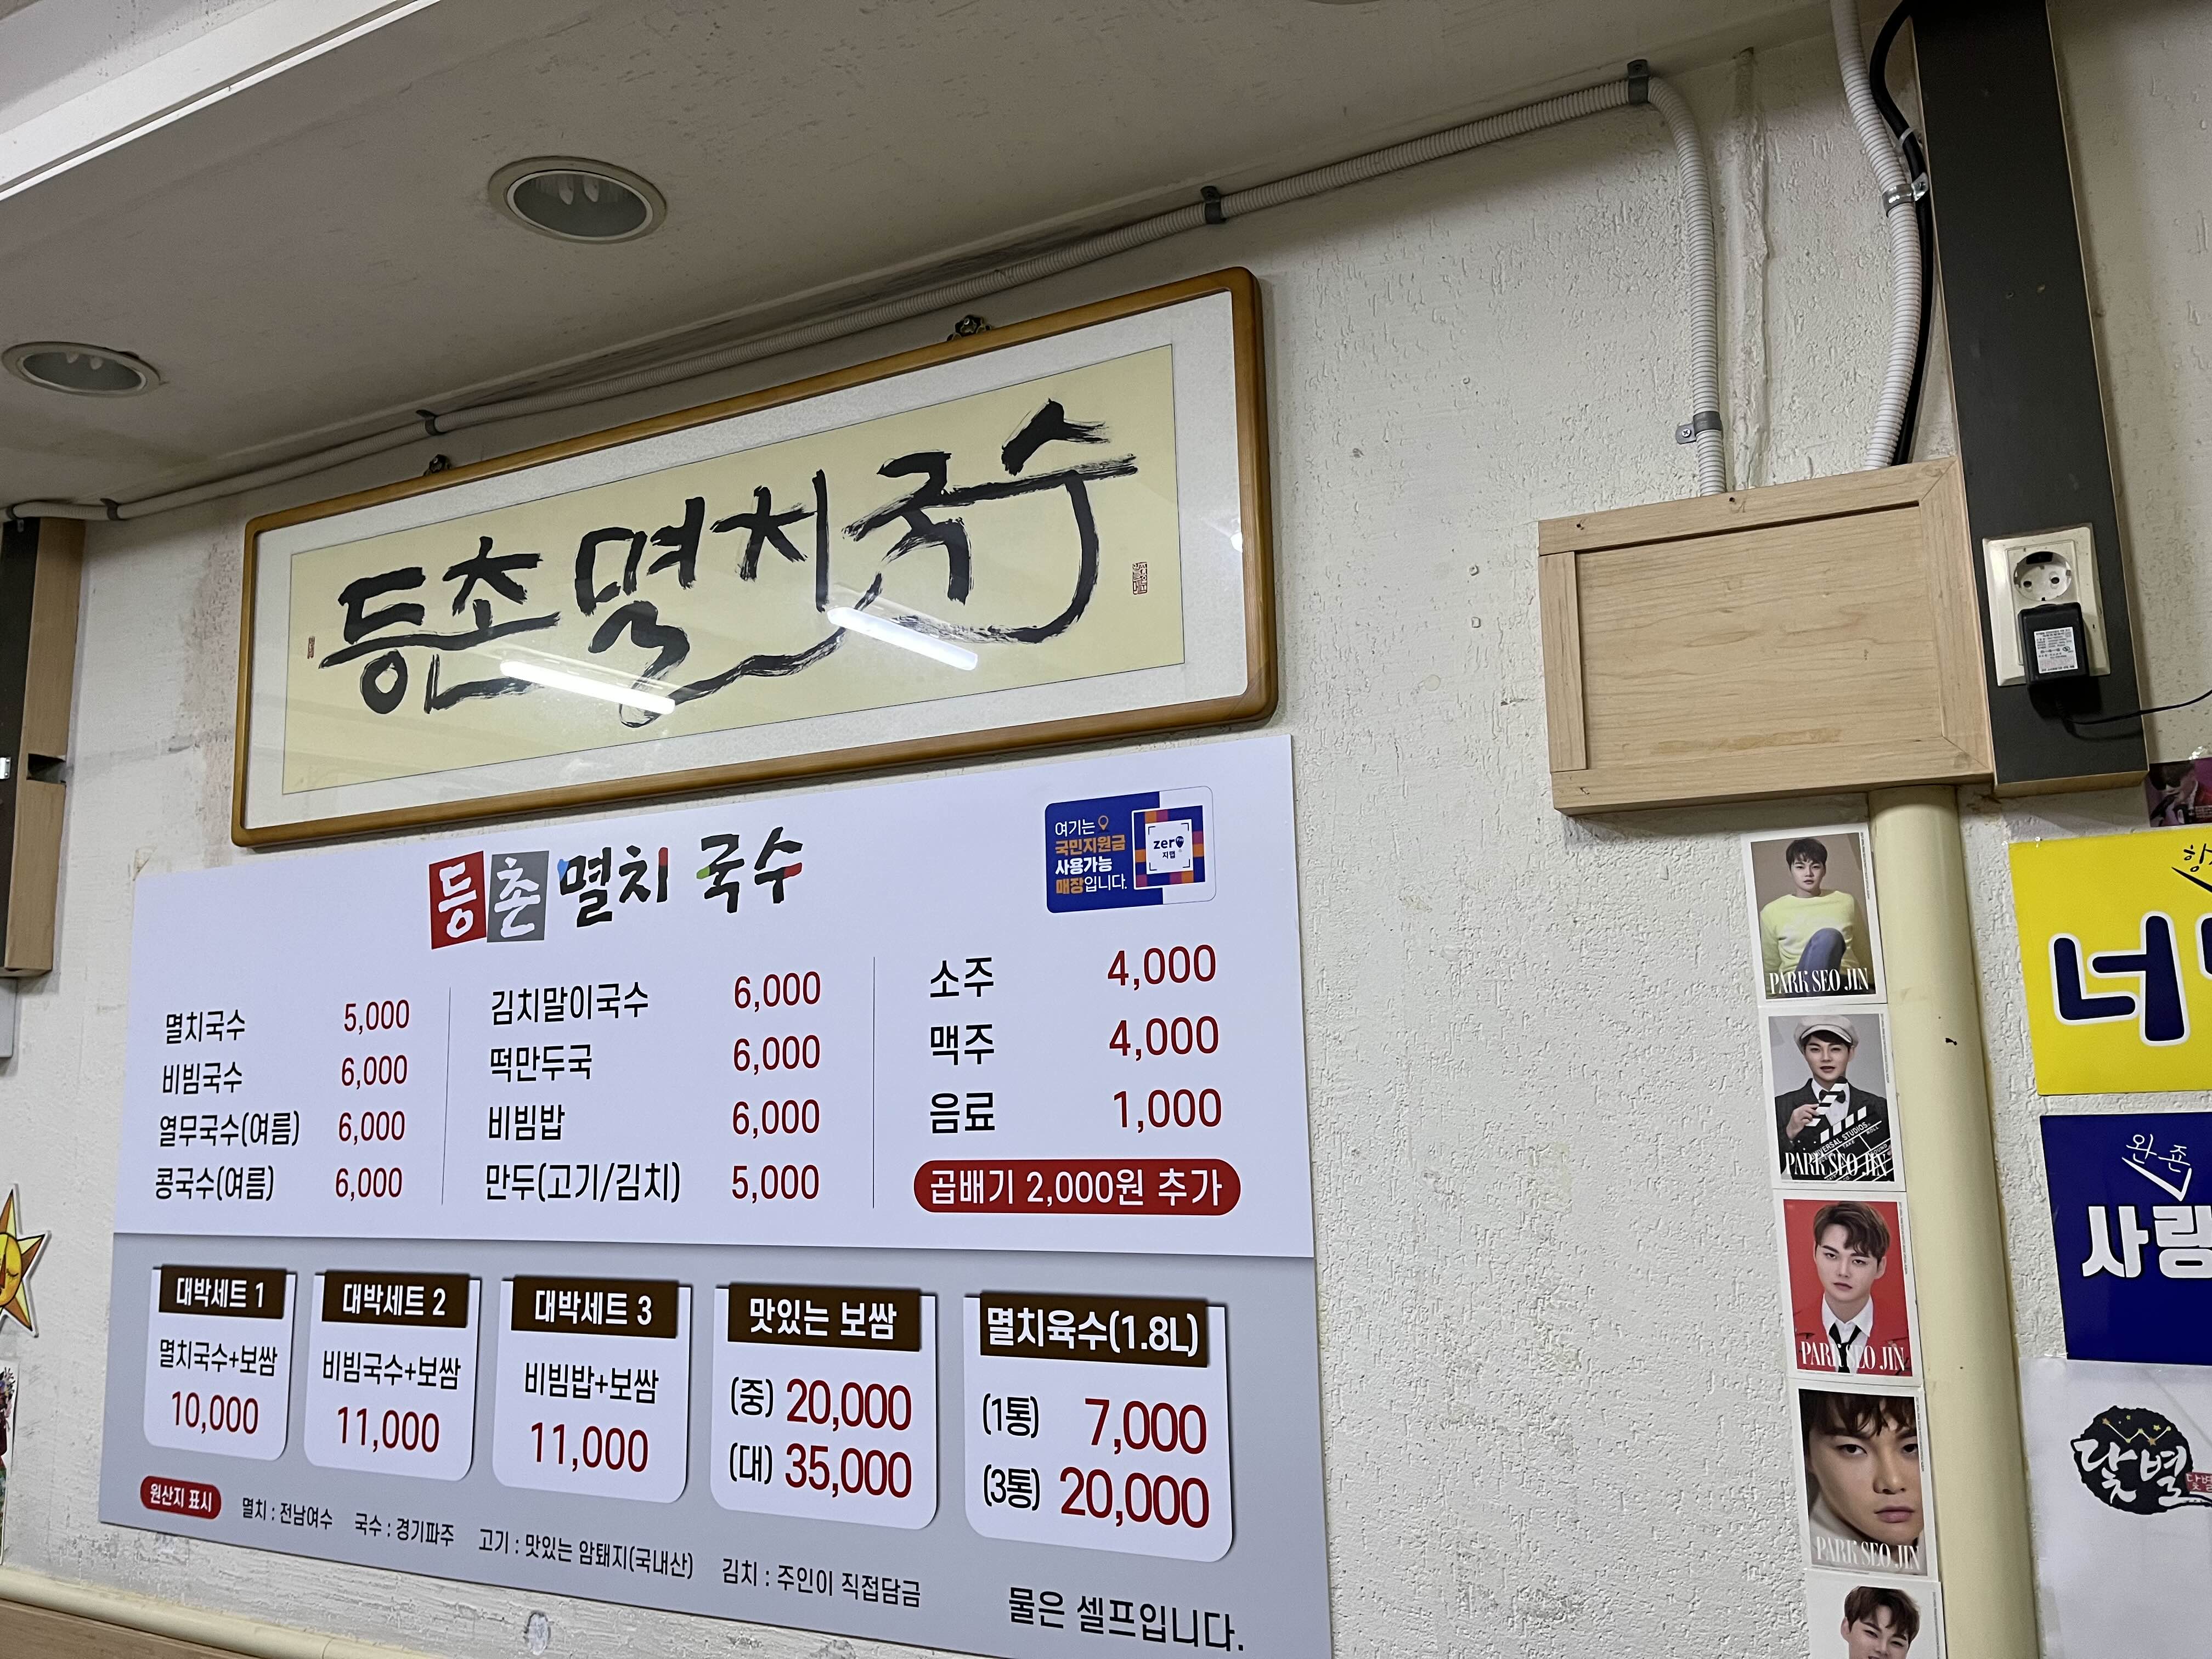 등촌멸치국수
등촌 멸치 국수
여기는
국민지원금
사용가능
매장입니다.
zero
지맵
멸치국수 5,000
비빔국수 6,000
열무국수(여름) 6,000
콩국수(여름) 6,000
김치말이국수 6,000
떡만두국 6,000
비빔밥 6,000
만두(고기/김치) 5,000
소주 4,000
맥주 4,000
음료 1,000
곱배기 2,000원 추가
대박세트 1
멸치국수+보쌈
10,000
대박세트 2
비빔국수+보쌈
11,000
대박세트 3
비빔밥+보쌈
11,000
맛있는 보쌈
(중) 20,000
(대) 35,000
멸치육수(1.8L)
(1통) 7,000
(3통) 20,000
원산지 표시 멸치 : 전남여수 국수 : 경기파주 고기 : 맛있는 암퇘지(국내산) 김치 : 주인이 직접담금
물은 셀프입니다.
PARK SEO JIN
UNIVERSAL STUDIOS
PARK SEO JIN
PARK SEO JIN
PARK SEO JIN
너
완존
사랑
닻별
닻별